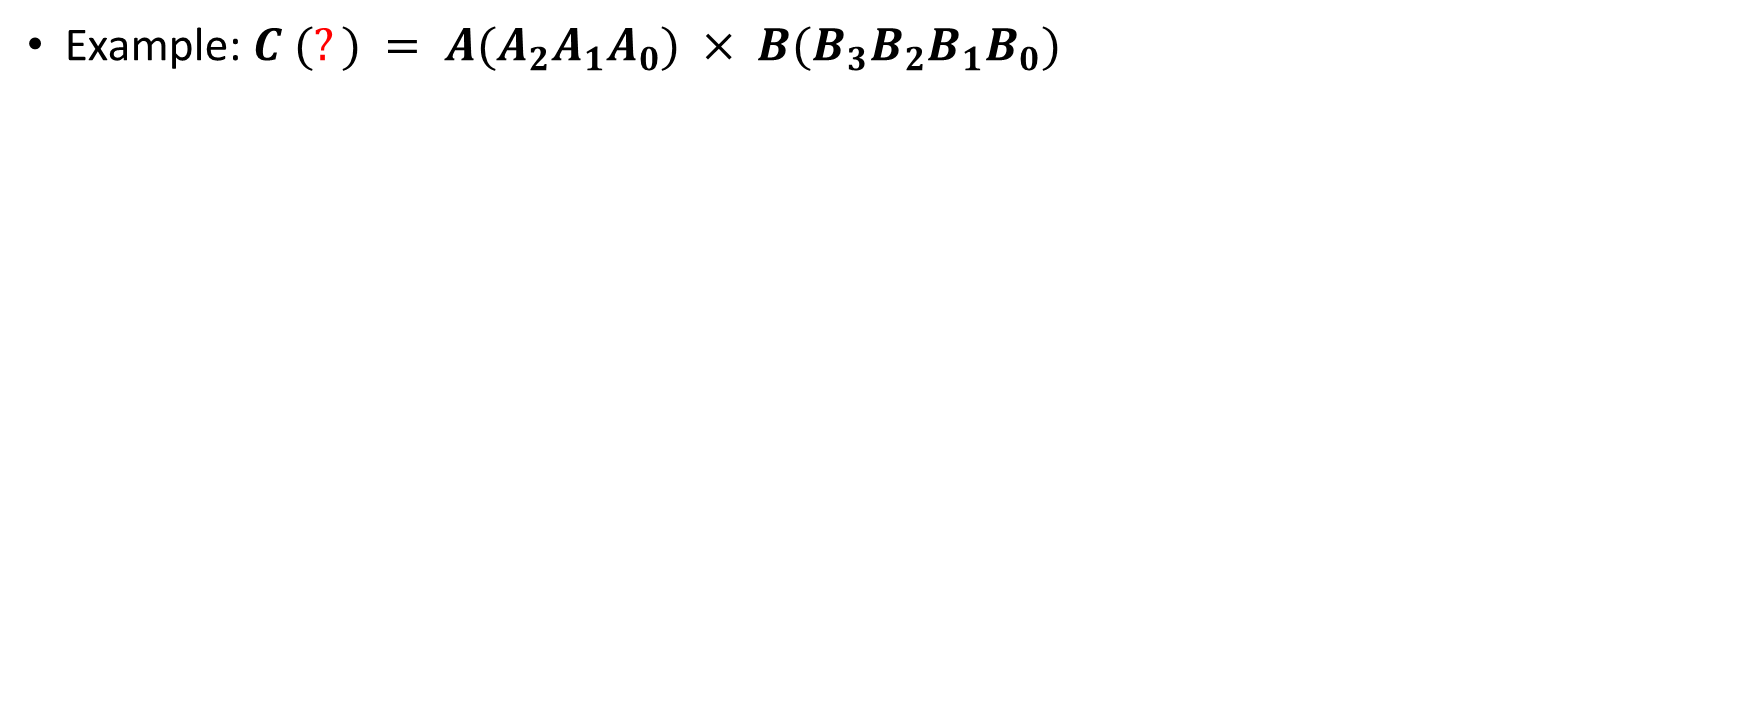 • Example: C (?) = A(A₂A₁A₀) × B(B₃B₂B₁B₀)